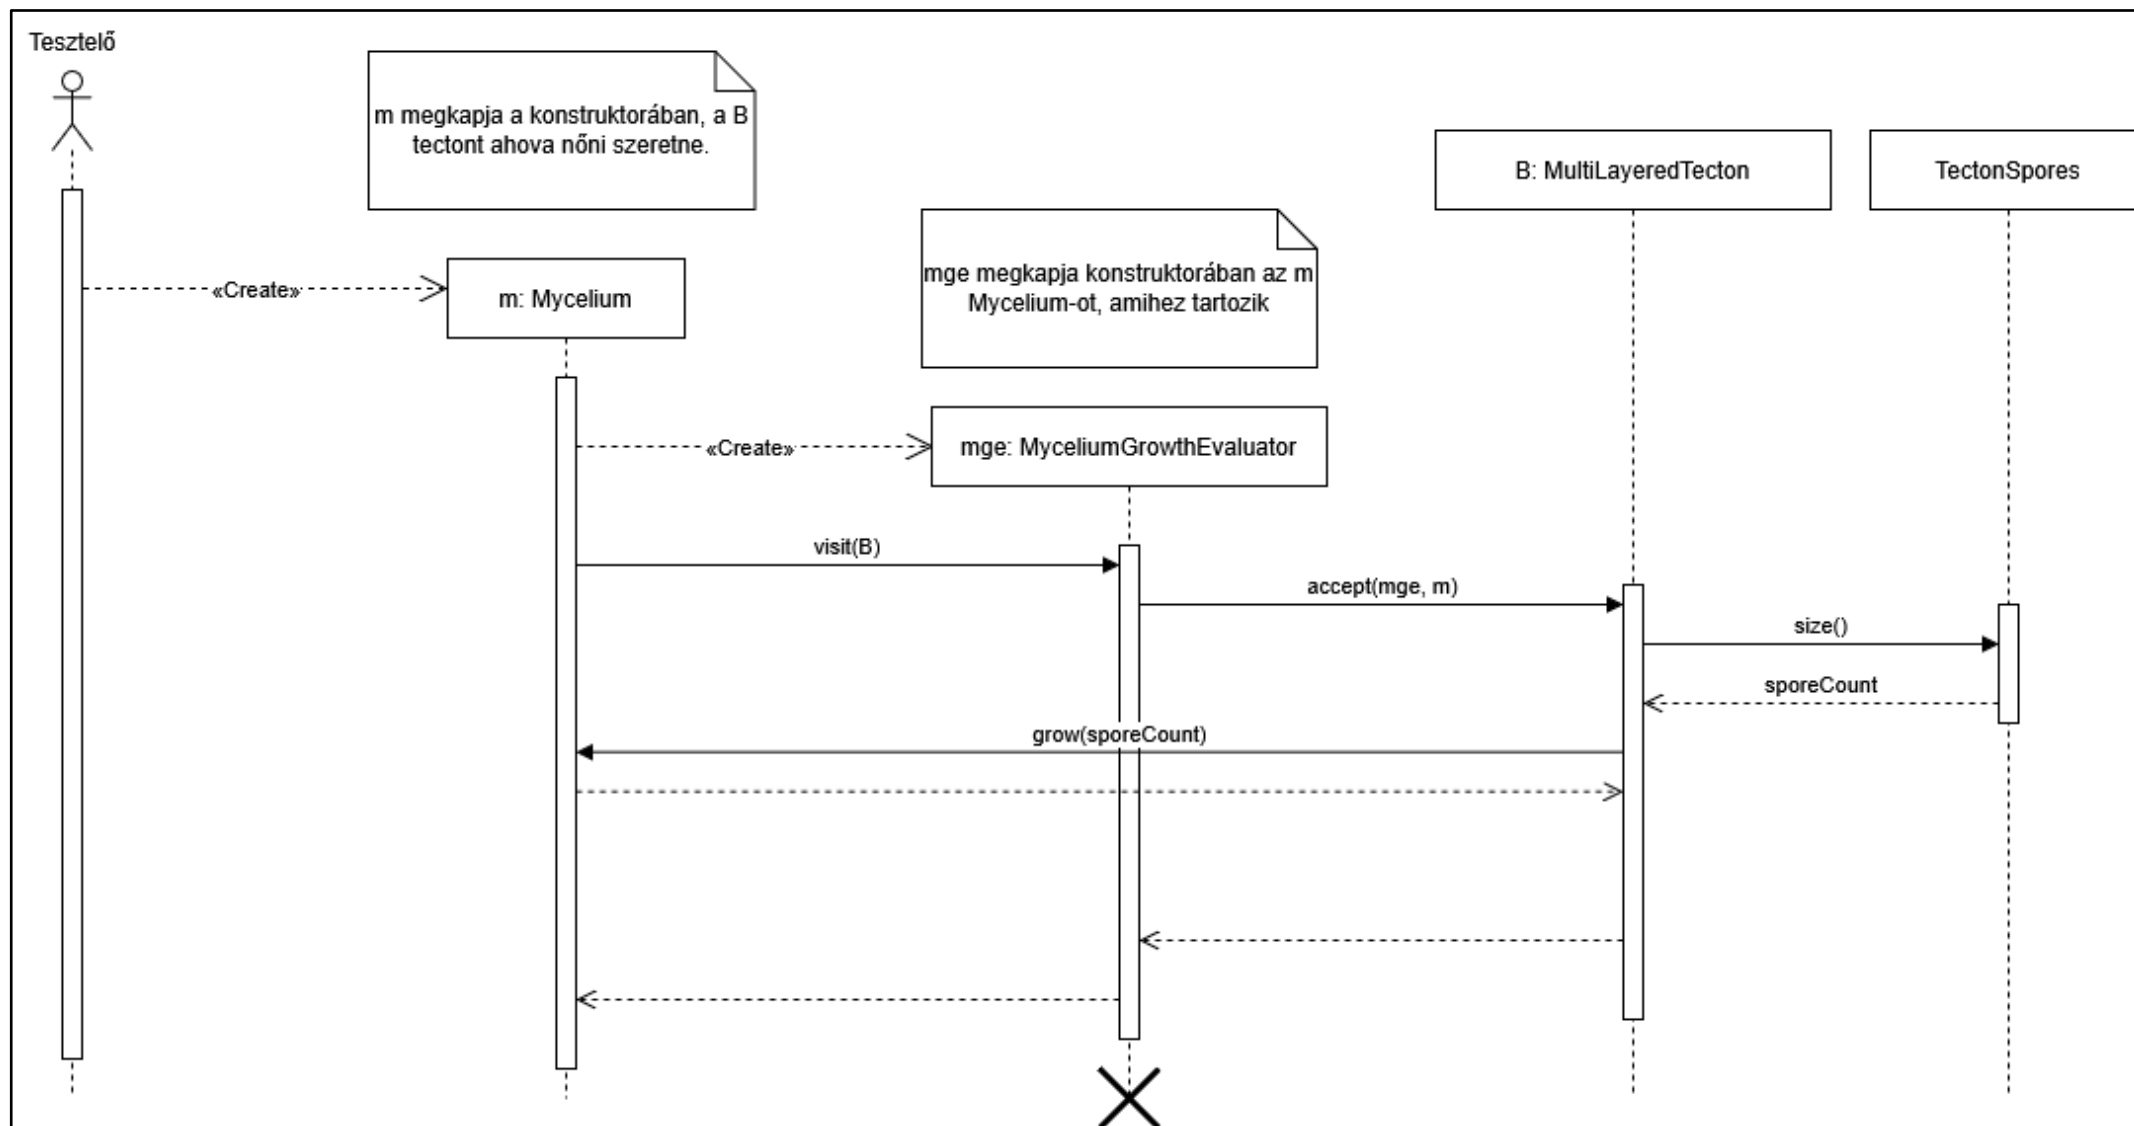 Tesztelő
m megkapja a konstruktorában, a B
tectont ahova nőni szeretne.
B: MultiLayeredTecton
TectonSpores
mge megkapja konstruktorában az m
Mycelium-ot, amihez tartozik
«Create»
m: Mycelium
«Create»
mge: MyceliumGrowthEvaluator
visit(B)
accept(mge, m)
size()
sporeCount
grow(sporeCount)